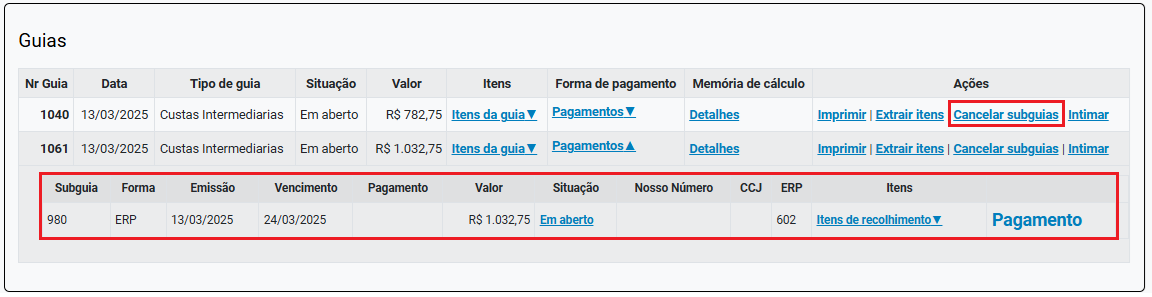 Guias
Nr Guia Data Tipo de guia Situação Valor Itens Forma de pagamento Memória de cálculo Ações
1040 13/03/2025 Custas Intermediarias Em aberto R$ 782,75 Itens da guia▼ Pagamentos▼ Detalhes Imprimir | Extrair itens Cancelar subguias Intimar
1061 13/03/2025 Custas Intermediarias Em aberto R$ 1.032,75 Itens da guia▼ Pagamentos▲ Detalhes Imprimir | Extrair itens | Cancelar subguias | Intimar
Subguia Forma Emissão Vencimento Pagamento Valor Situação Nosso Número CCJ ERP Itens
980 ERP 13/03/2025 24/03/2025 R$ 1.032,75 Em aberto 602 Itens de recolhimento▼ Pagamento